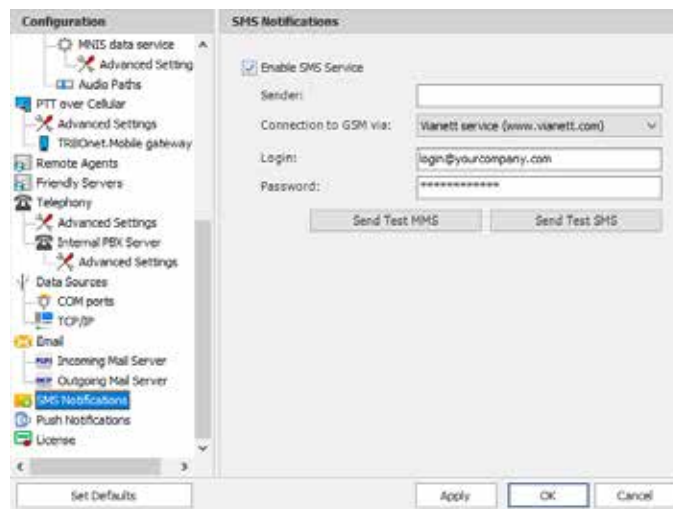 Configuration
MNIS data service
Advanced Setting
Audio Paths
PTT over Cellular
Advanced Settings
TRBOnet.Mobile gateway
Remote Agents
Friendly Servers
Telephony
Advanced Settings
Internal PBX Server
Advanced Settings
Data Sources
COM ports
TCP/IP
Email
POP3 Incoming Mail Server
SMTP Outgoing Mail Server
SMS Notifications
Push Notifications
License
Set Defaults
SMS Notifications
Enable SMS Service
Sender:
Connection to GSM via: Vianett service (www.vianett.com)
Login: login@yourcompany.com
Password: ************
Send Test MMS Send Test SMS
Apply OK Cancel